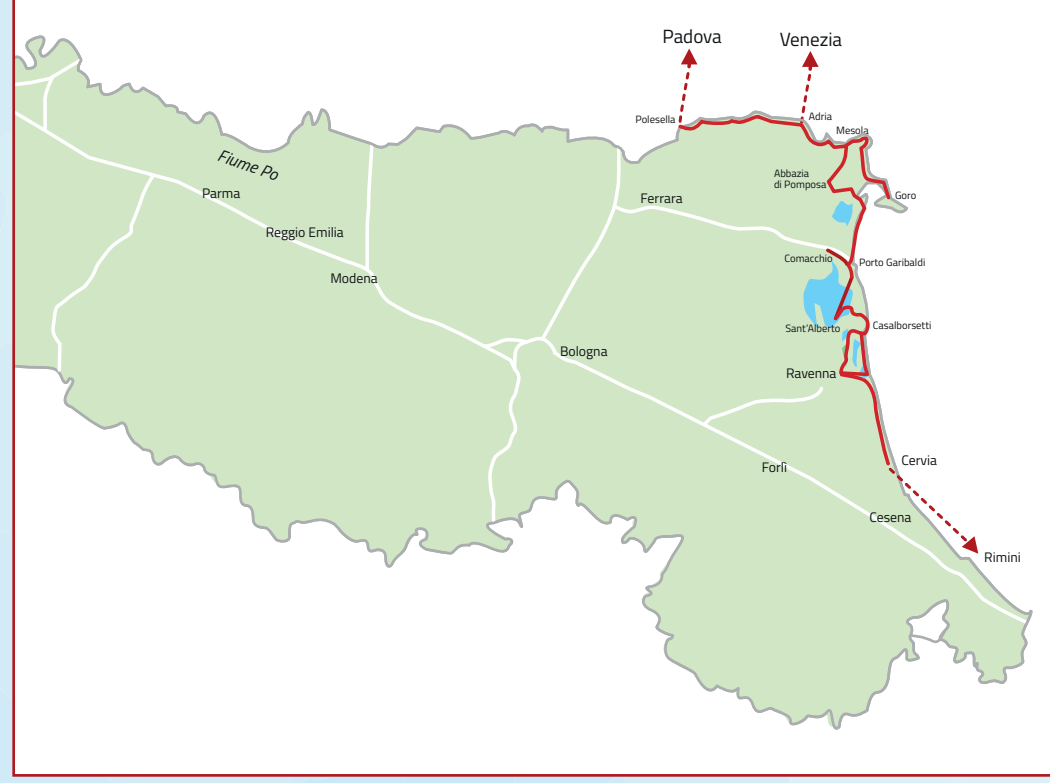 Padova
Venezia
Polesella
Adria
Mesola
Fiume Po
Abbazia
di Pomposa
Parma
Ferrara
Goro
Reggio Emilia
Comacchio
Porto Garibaldi
Modena
Sant'Alberto
Casalborsetti
Bologna
Ravenna
Cervia
Forlì
Cesena
Rimini